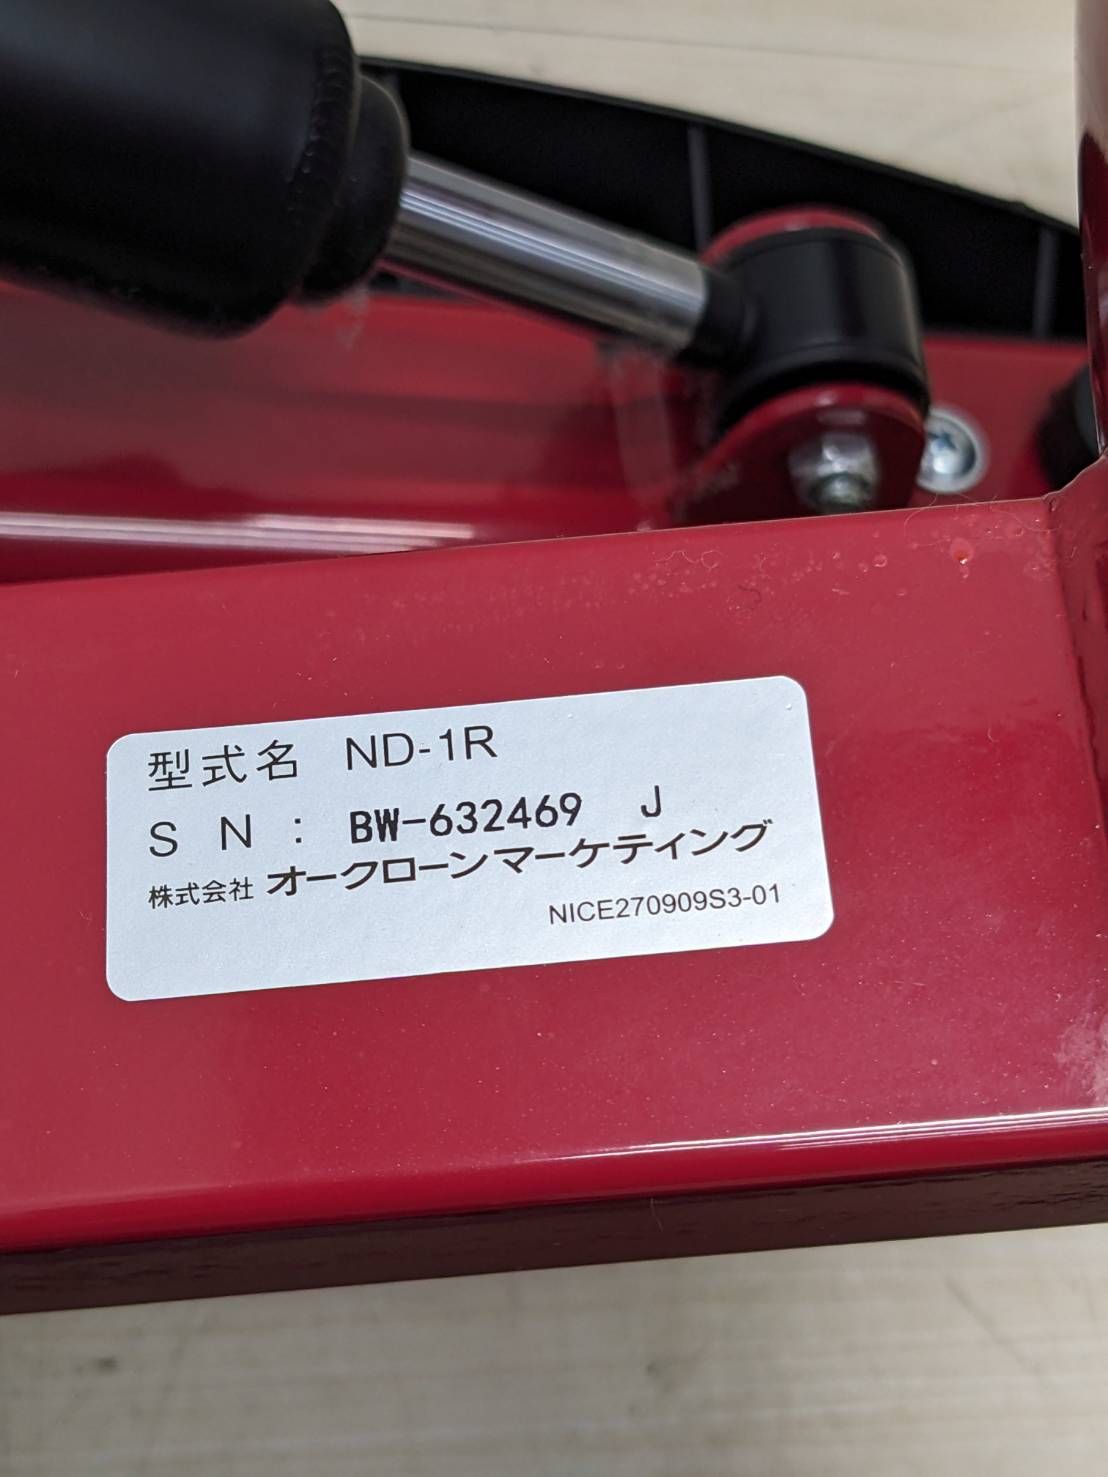 型式名 ND-1R
SN: BW-632469 J
株式会社 オークローンマーケティング
NICE270909S3-01